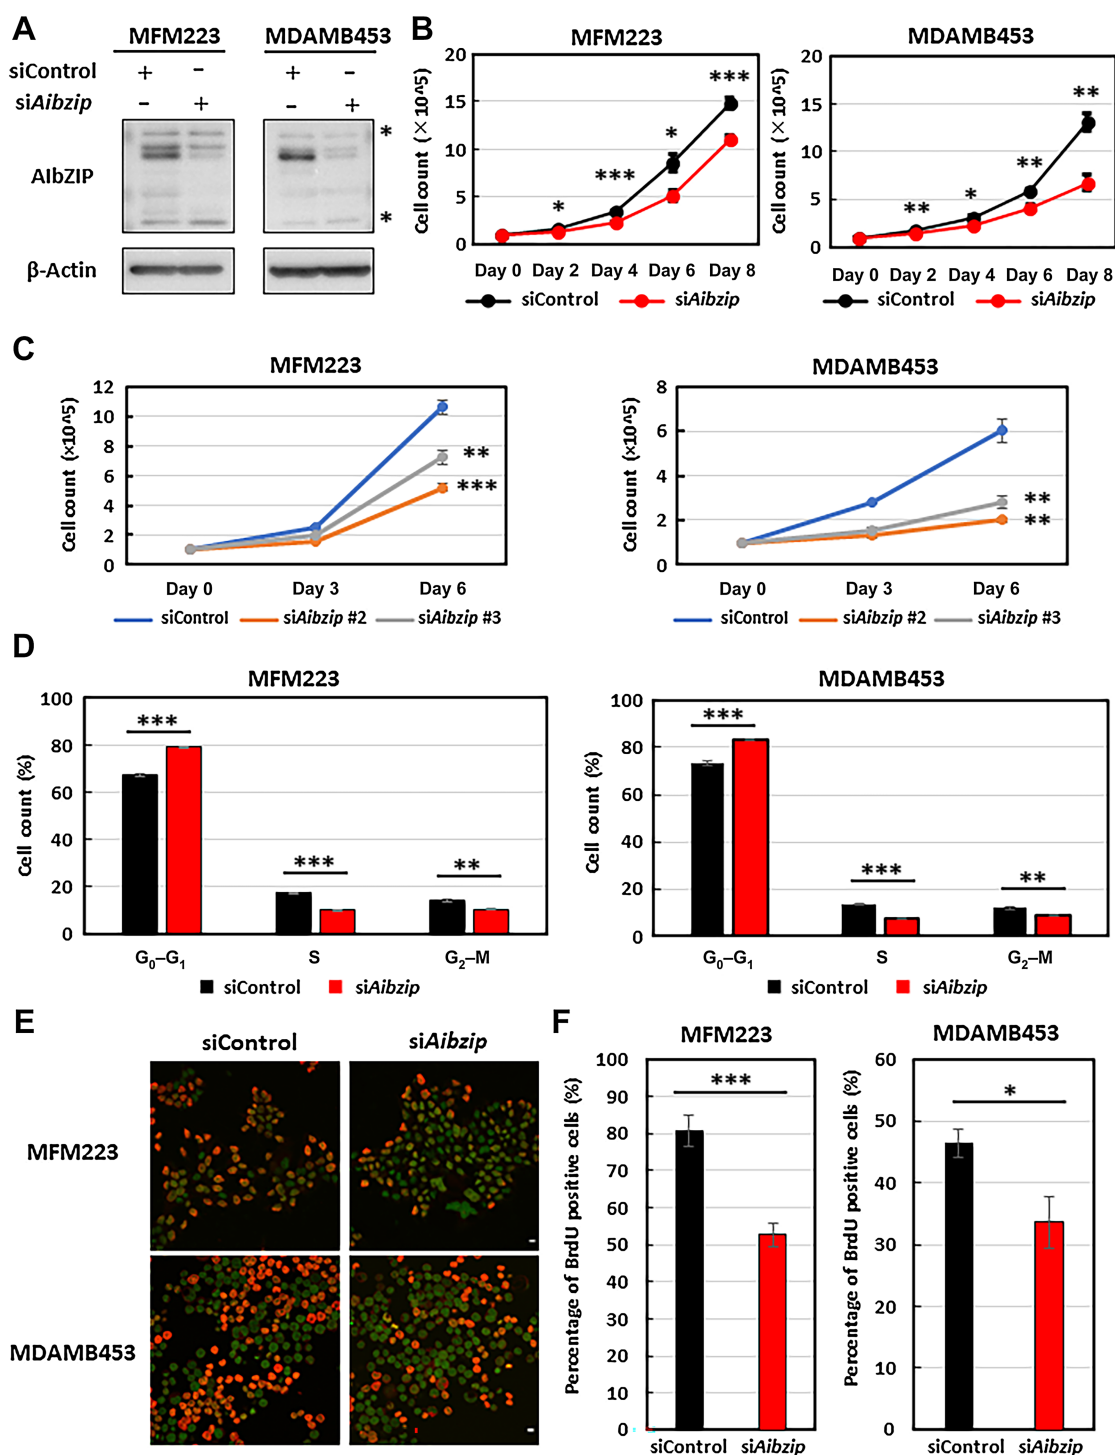 A
MFM223 MDAMB453
siControl + - + -
siAibzip - + - +
AIbZIP
*
*
β-Actin
B
MFM223
Cell count (×10^5)
20
15
10
5
0
* *** * ***
Day 0 Day 2 Day 4 Day 6 Day 8
siControl siAibzip
MDAMB453
Cell count (×10^5)
20
15
10
5
0
** * ** **
Day 0 Day 2 Day 4 Day 6 Day 8
siControl siAibzip
C
MFM223
Cell count (×10^5)
12
10
8
6
4
2
0
**
***
Day 0 Day 3 Day 6
siControl siAibzip #2 siAibzip #3
MDAMB453
Cell count (×10^5)
8
6
4
2
0
**
**
Day 0 Day 3 Day 6
siControl siAibzip #2 siAibzip #3
D
MFM223
Cell count (%)
100
80
60
40
20
0
*** *** **
G₀–G₁ S G₂–M
siControl siAibzip
MDAMB453
Cell count (%)
100
80
60
40
20
0
*** *** **
G₀–G₁ S G₂–M
siControl siAibzip
E
siControl siAibzip
MFM223
MDAMB453
F
MFM223
Percentage of BrdU positive cells (%)
100
90
80
70
60
50
40
30
20
10
0
***
siControl siAibzip
MDAMB453
Percentage of BrdU positive cells (%)
60
50
40
30
20
10
0
*
siControl siAibzip